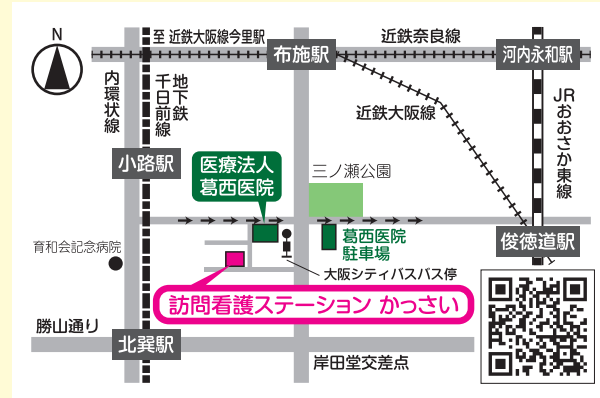 N
至 近鉄大阪線今里駅
布施駅
近鉄奈良線
河内永和駅
内環状線
地下鉄
千日前線
近鉄大阪線
JRおおさか東線
小路駅
医療法人
葛西医院
三ノ瀬公園
葛西医院
駐車場
俊徳道駅
育和会記念病院
大阪シティバスバス停
訪問看護ステーション かっさい
勝山通り
北巽駅
岸田堂交差点